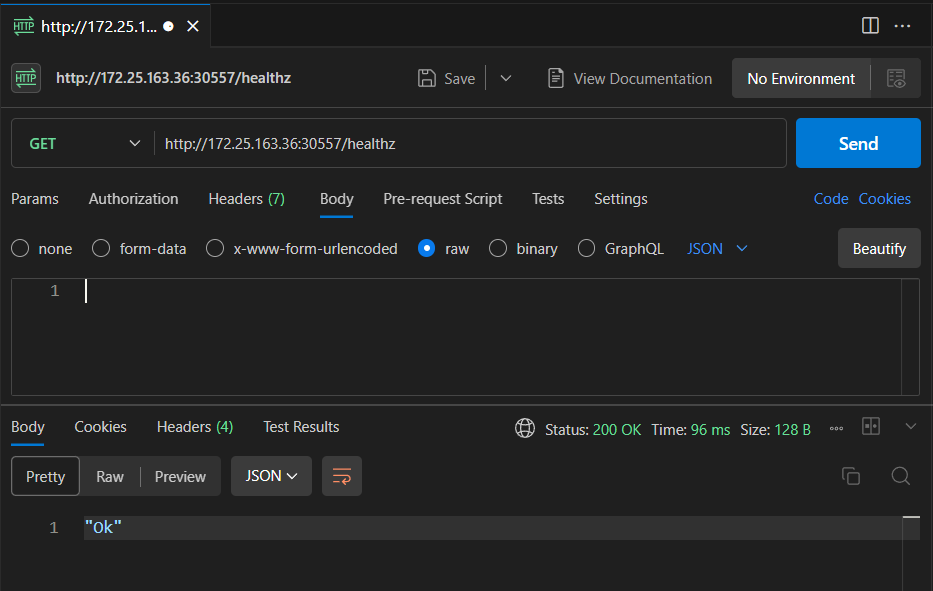 HTTP http://172.25.1...
HTTP http://172.25.163.36:30557/healthz Save View Documentation No Environment
GET http://172.25.163.36:30557/healthz Send
Params Authorization Headers (7) Body Pre-request Script Tests Settings Code Cookies
none form-data x-www-form-urlencoded raw binary GraphQL JSON Beautify
1
Body Cookies Headers (4) Test Results Status: 200 OK Time: 96 ms Size: 128 B
Pretty Raw Preview JSON
1 "Ok"